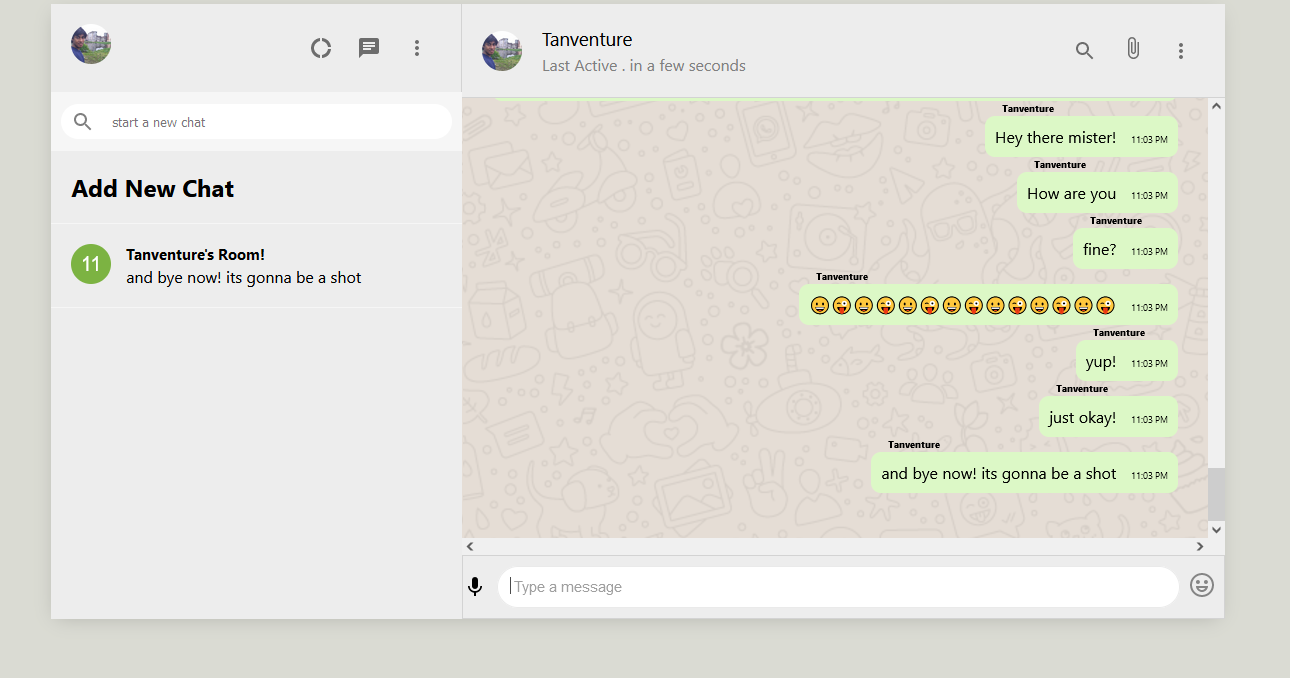 start a new chat
Add New Chat
11
Tanventure's Room!
and bye now! its gonna be a shot
Tanventure
Last Active . in a few seconds
Tanventure
Hey there mister! 11:03 PM
Tanventure
How are you 11:03 PM
Tanventure
fine? 11:03 PM
Tanventure
😀😜😀😜😀😜😀😜😀😜😀😜😀😜 11:03 PM
Tanventure
yup! 11:03 PM
Tanventure
just okay! 11:03 PM
Tanventure
and bye now! its gonna be a shot 11:03 PM
Type a message